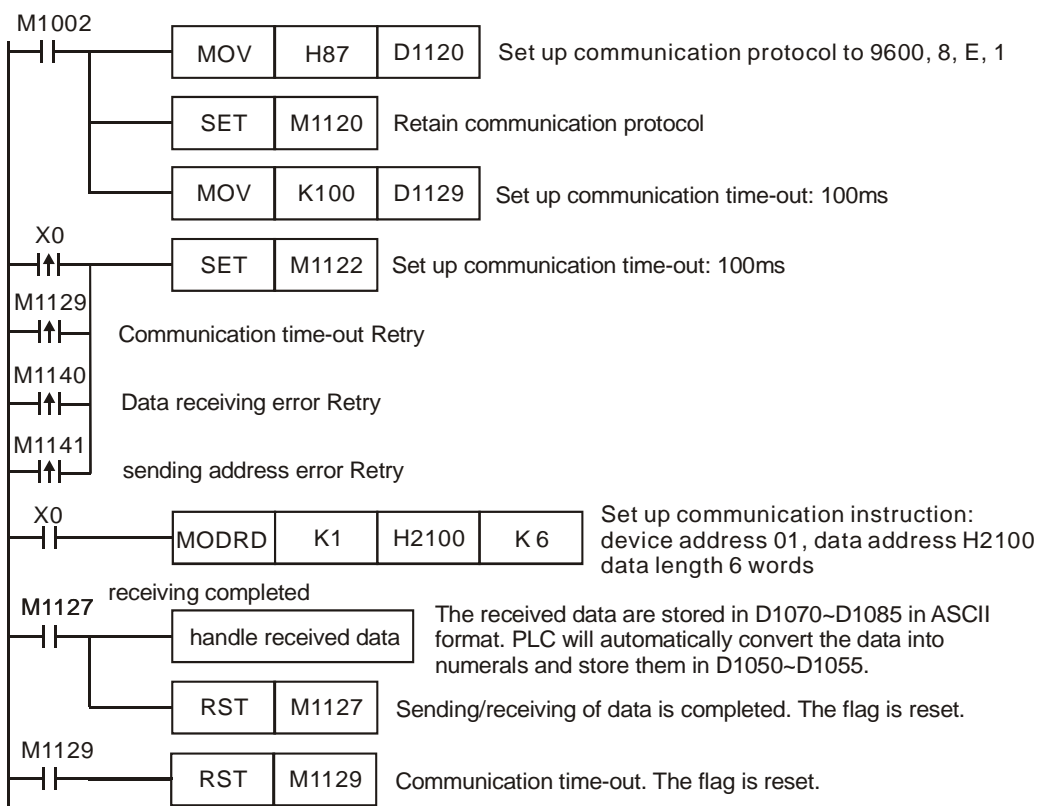 M1002
MOV H87 D1120 Set up communication protocol to 9600, 8, E, 1
SET M1120 Retain communication protocol
MOV K100 D1129 Set up communication time-out: 100ms
X0
SET M1122 Set up communication time-out: 100ms
M1129
Communication time-out Retry
M1140
Data receiving error Retry
M1141
sending address error Retry
X0
MODRD K1 H2100 K6
Set up communication instruction:
device address 01, data address H2100
data length 6 words
M1127 receiving completed
handle received data
The received data are stored in D1070~D1085 in ASCII
format. PLC will automatically convert the data into
numerals and store them in D1050~D1055.
RST M1127 Sending/receiving of data is completed. The flag is reset.
M1129
RST M1129 Communication time-out. The flag is reset.